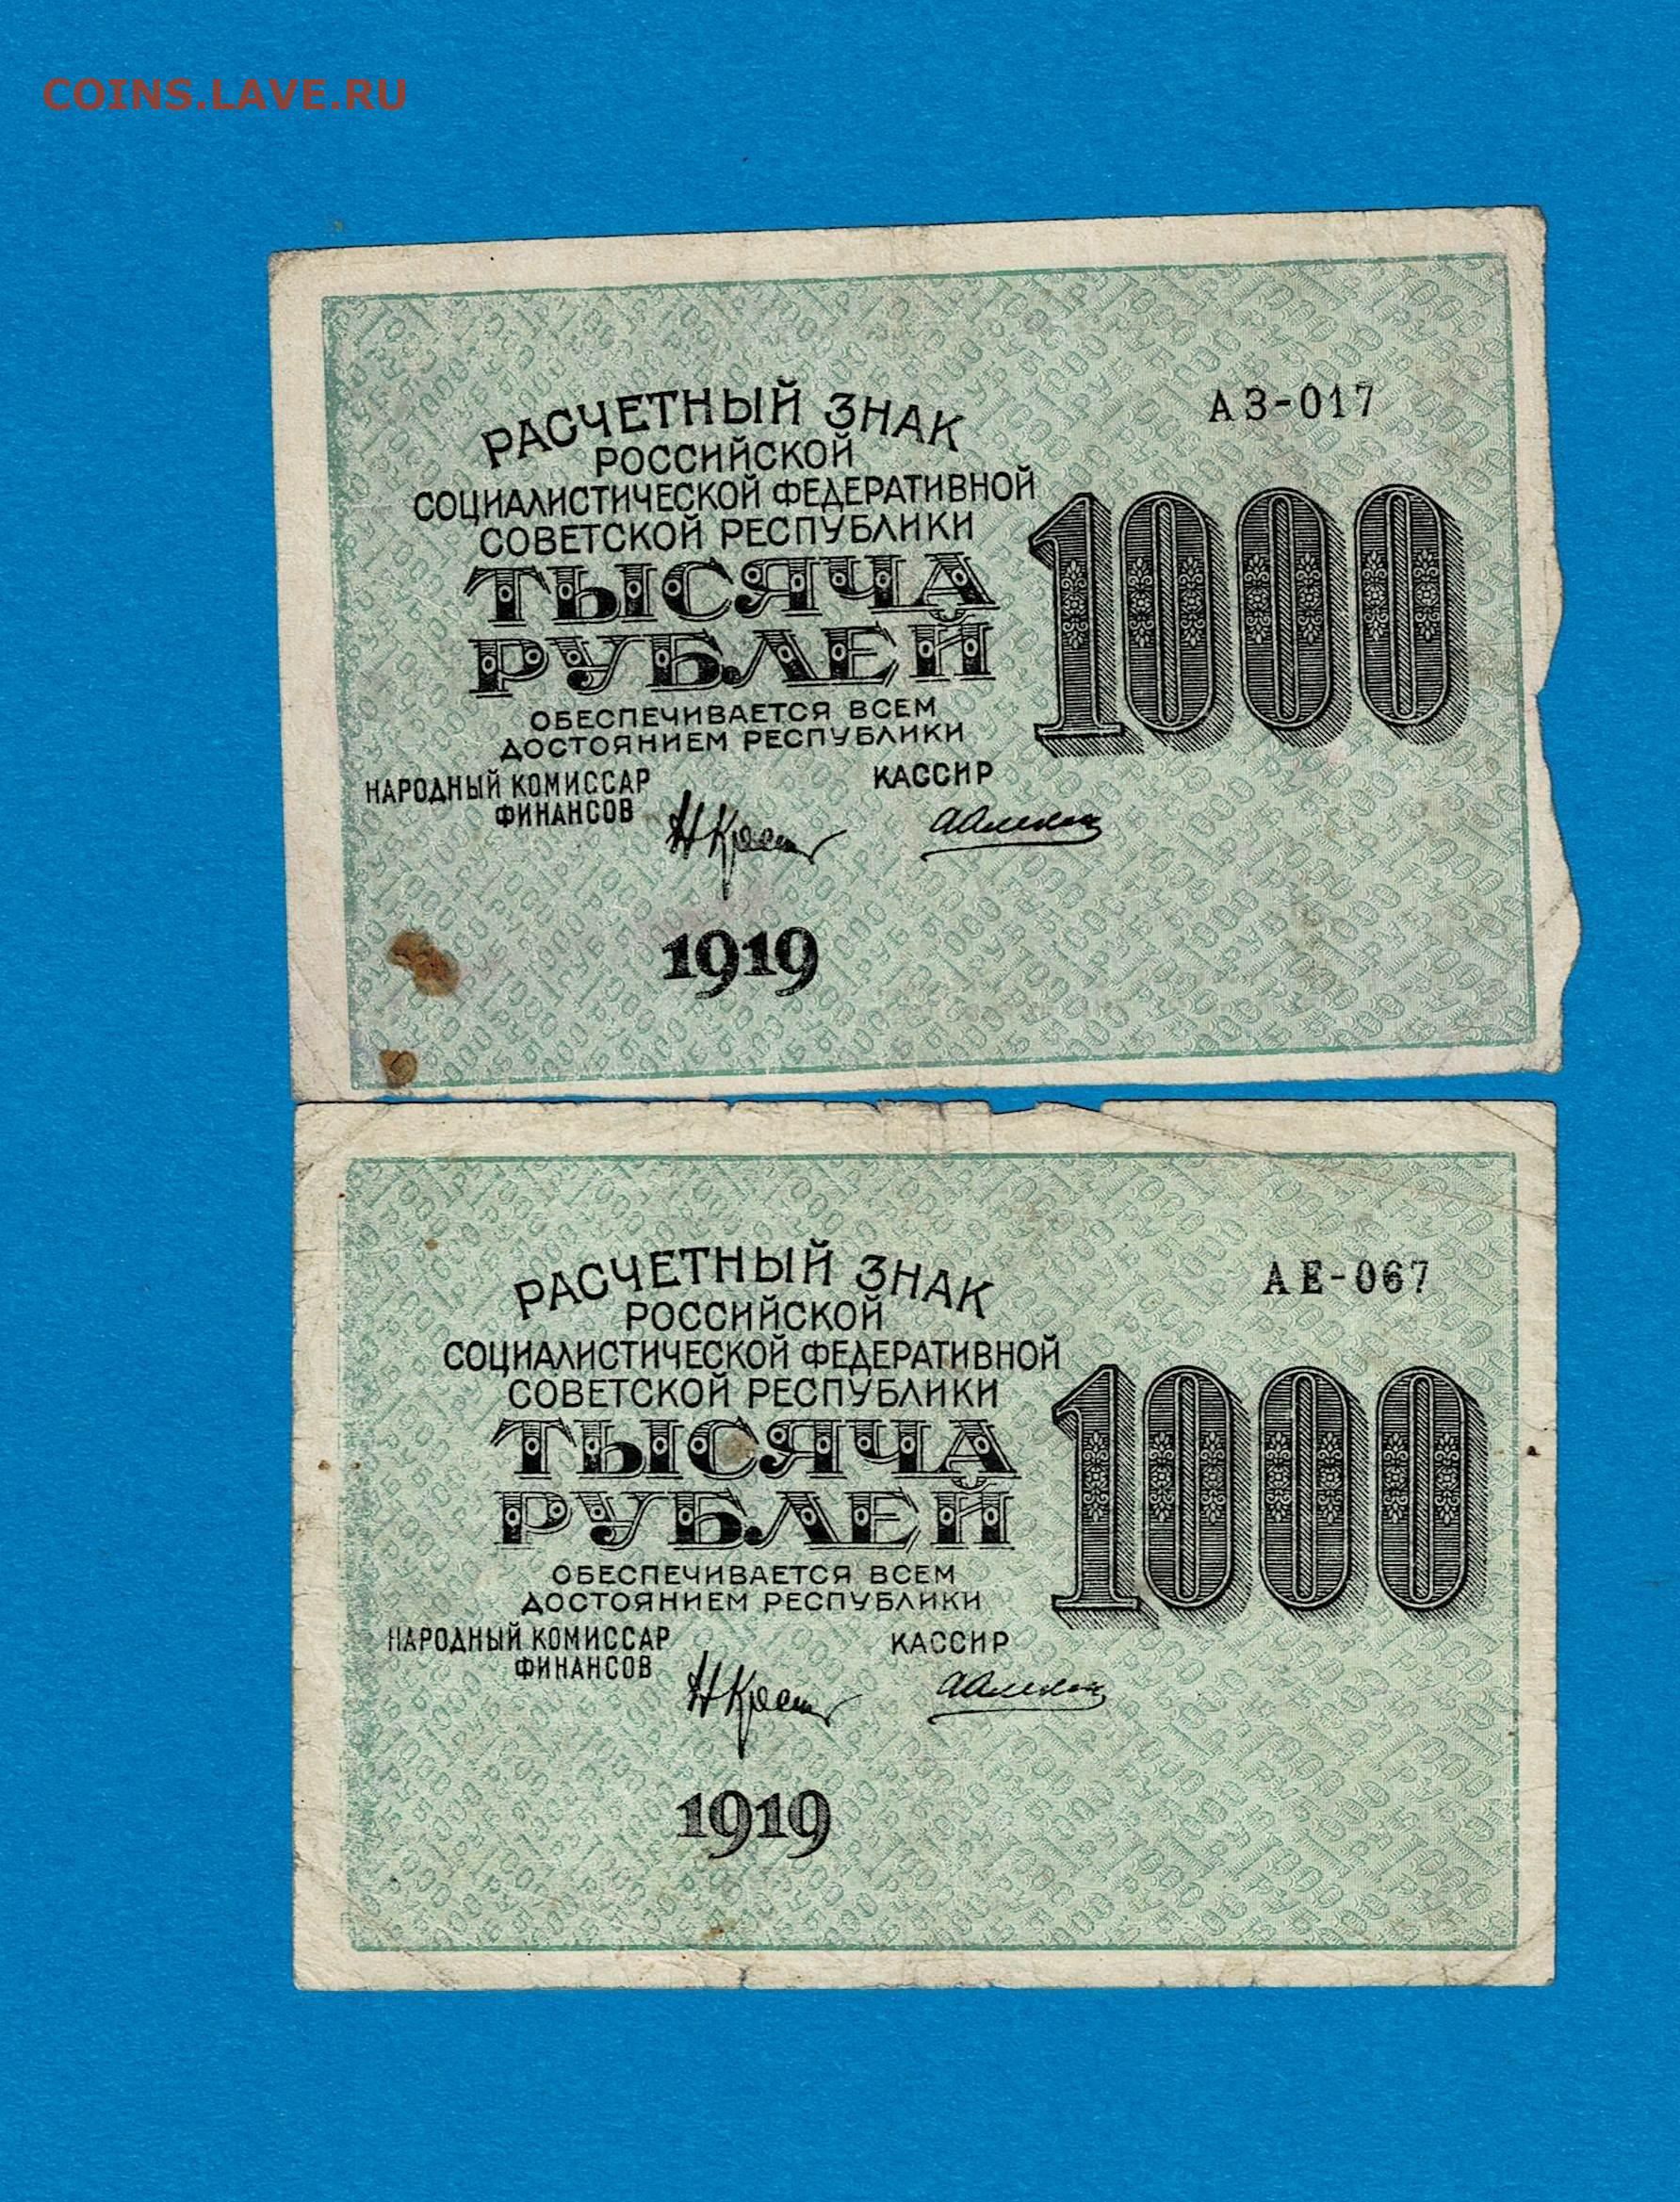 COINS.LAVE.RU
РАСЧЕТНЫЙ ЗНАК
АЗ-017
РОССИЙСКОЙ
СОЦИАЛИСТИЧЕСКОЙ ФЕДЕРАТИВНОЙ
СОВЕТСКОЙ РЕСПУБЛИКИ
ТЫСЯЧА
РУБЛЕЙ
1000
ОБЕСПЕЧИВАЕТСЯ ВСЕМ
ДОСТОЯНИЕМ РЕСПУБЛИКИ
НАРОДНЫЙ КОМИССАР
ФИНАНСОВ
КАССИР
1919
РАСЧЕТНЫЙ ЗНАК
АЕ-067
РОССИЙСКОЙ
СОЦИАЛИСТИЧЕСКОЙ ФЕДЕРАТИВНОЙ
СОВЕТСКОЙ РЕСПУБЛИКИ
ТЫСЯЧА
РУБЛЕЙ
1000
ОБЕСПЕЧИВАЕТСЯ ВСЕМ
ДОСТОЯНИЕМ РЕСПУБЛИКИ
НАРОДНЫЙ КОМИССАР
ФИНАНСОВ
КАССИР
1919